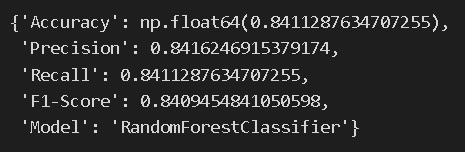 {'Accuracy': np.float64(0.8411287634707255),
'Precision': 0.8416246915379174,
'Recall': 0.8411287634707255,
'F1-Score': 0.8409454841050598,
'Model': 'RandomForestClassifier'}